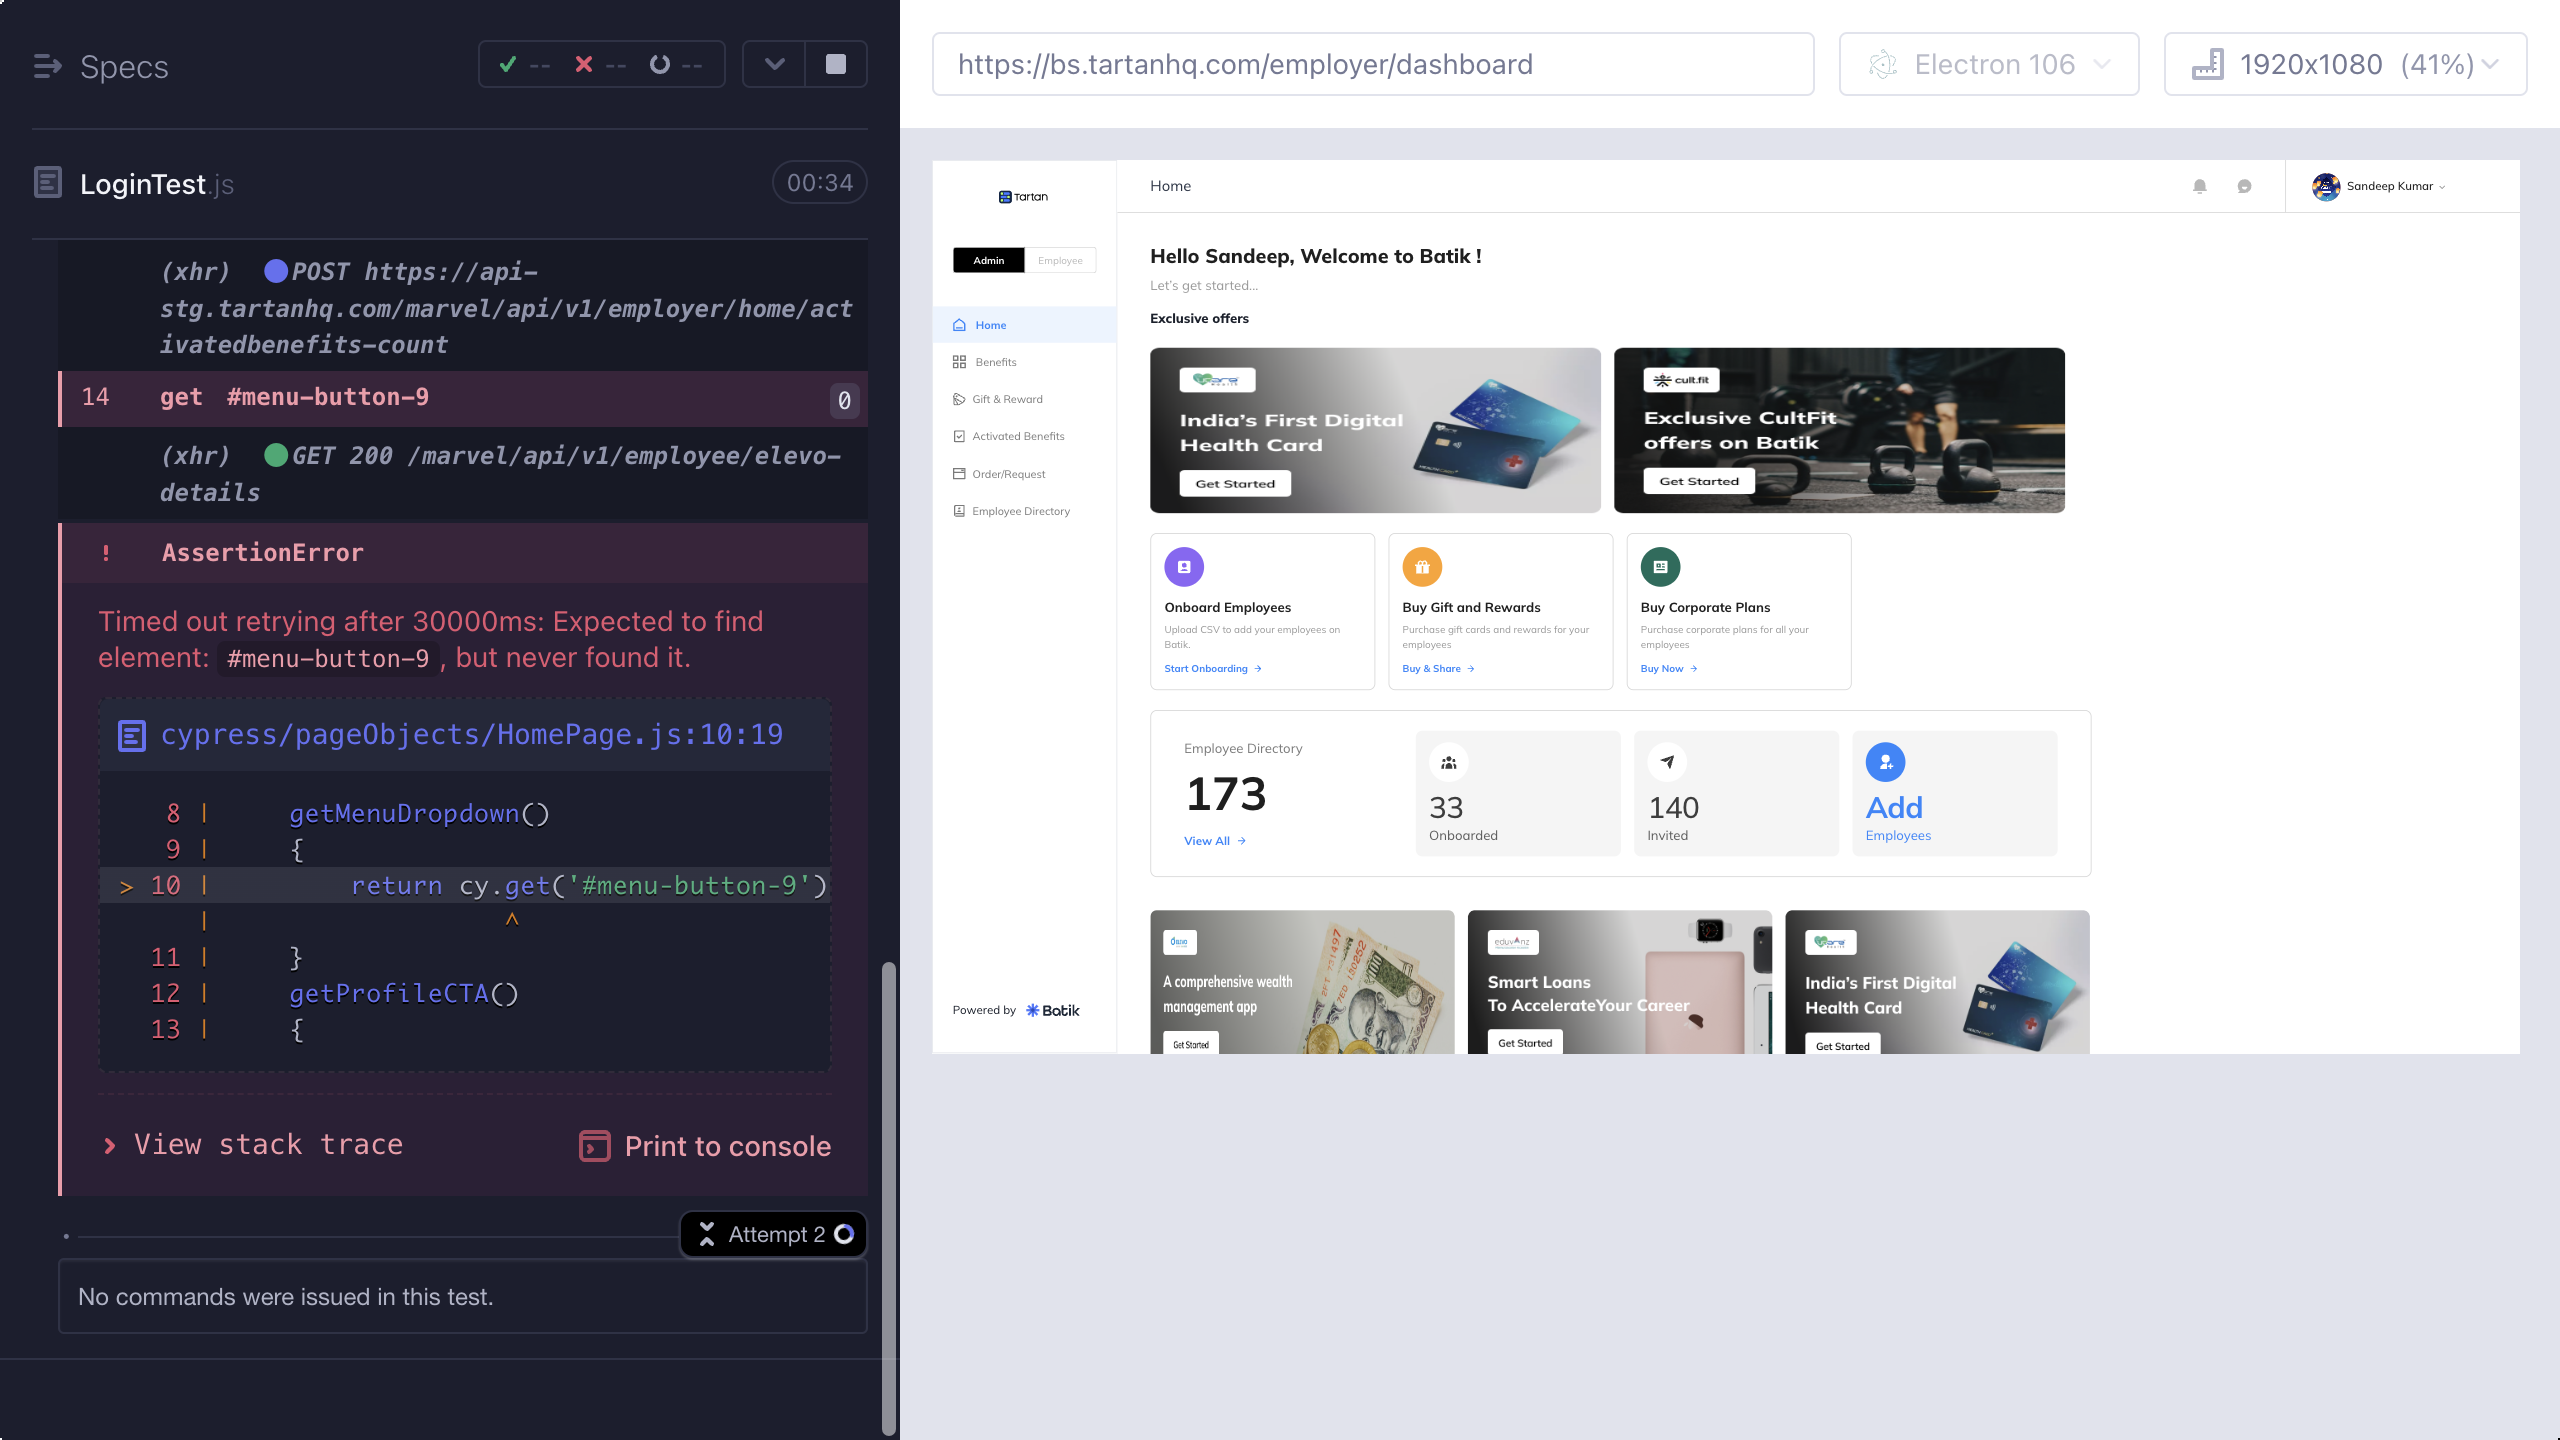 Specs
--
--
--
LoginTest.js
00:34
(xhr) POST https://api-
stg.tartanhq.com/marvel/api/v1/employer/home/act
ivatedbenefits-count
14 get #menu-button-9 0
(xhr) GET 200 /marvel/api/v1/employee/elevo-
details
! AssertionError
Timed out retrying after 30000ms: Expected to find
element: #menu-button-9, but never found it.
cypress/pageObjects/HomePage.js:10:19
8 | getMenuDropdown()
9 | {
> 10 | return cy.get('#menu-button-9')
| ^
11 | }
12 | getProfileCTA()
13 | {
View stack trace
Print to console
Attempt 2
No commands were issued in this test.
https://bs.tartanhq.com/employer/dashboard
Electron 106
1920x1080 (41%)
Tartan
Admin
Employee
Home
Benefits
Gift & Reward
Activated Benefits
Order/Request
Employee Directory
Powered by Batik
Home
Sandeep Kumar
Hello Sandeep, Welcome to Batik !
Let's get started...
Exclusive offers
India's First Digital
Health Card
Get Started
cult.fit
Exclusive CultFit
offers on Batik
Get Started
Onboard Employees
Upload CSV to add your employees on
Batik.
Start Onboarding
Buy Gift and Rewards
Purchase gift cards and rewards for your
employees
Buy & Share
Buy Corporate Plans
Purchase corporate plans for all your
employees
Buy Now
Employee Directory
173
View All
33
Onboarded
140
Invited
Add
Employees
A comprehensive wealth
management app
Get Started
eduvanz
Smart Loans
To AccelerateYour Career
Get Started
India's First Digital
Health Card
Get Started